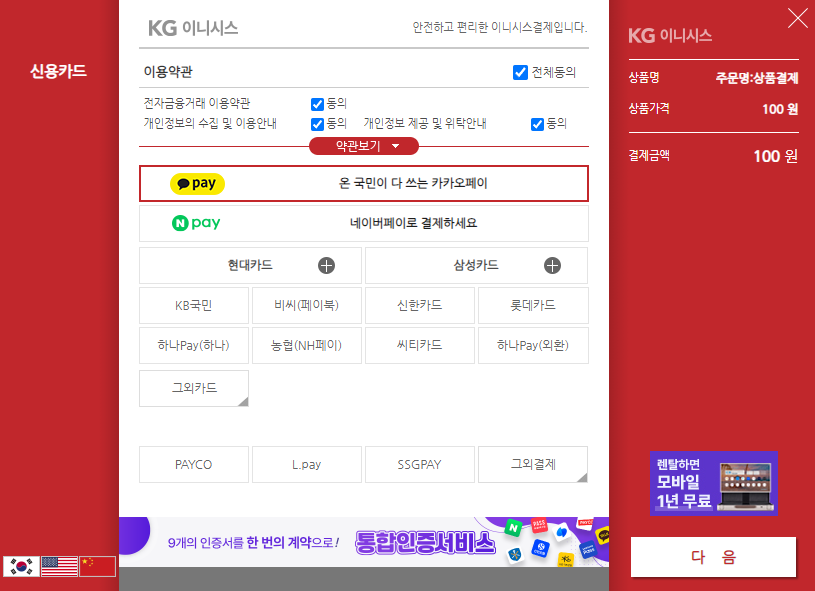 신용카드
KG 이니시스
안전하고 편리한 이니시스결제입니다.
이용약관
전체동의
전자금융거래 이용약관 동의
개인정보의 수집 및 이용안내 동의 개인정보 제공 및 위탁안내 동의
약관보기
pay 온 국민이 다 쓰는 카카오페이
N pay 네이버페이로 결제하세요
현대카드 삼성카드
KB국민 비씨(페이북) 신한카드 롯데카드
하나Pay(하나) 농협(NH페이) 씨티카드 하나Pay(외환)
그외카드
PAYCO L.pay SSGPAY 그외결제
9개의 인증서를 한 번의 계약으로! 통합인증서비스
N PASS PAYCO
KG 이니시스
상품명 주문명:상품결제
상품가격 100 원
결제금액 100 원
렌탈하면
모바일
1년 무료
다 음